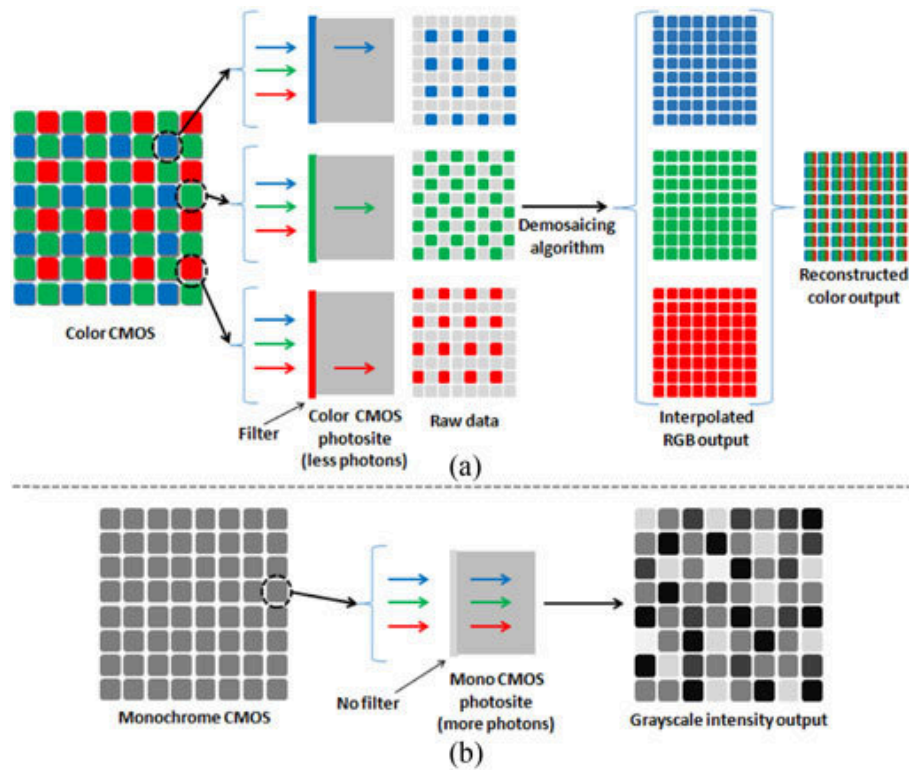 Color CMOS
Filter
Color CMOS
photosite
(less photons)
Raw data
Demosaicing
algorithm
Interpolated
RGB output
Reconstructed
color output
(a)
Monochrome CMOS
No filter
Mono CMOS
photosite
(more photons)
Grayscale intensity output
(b)